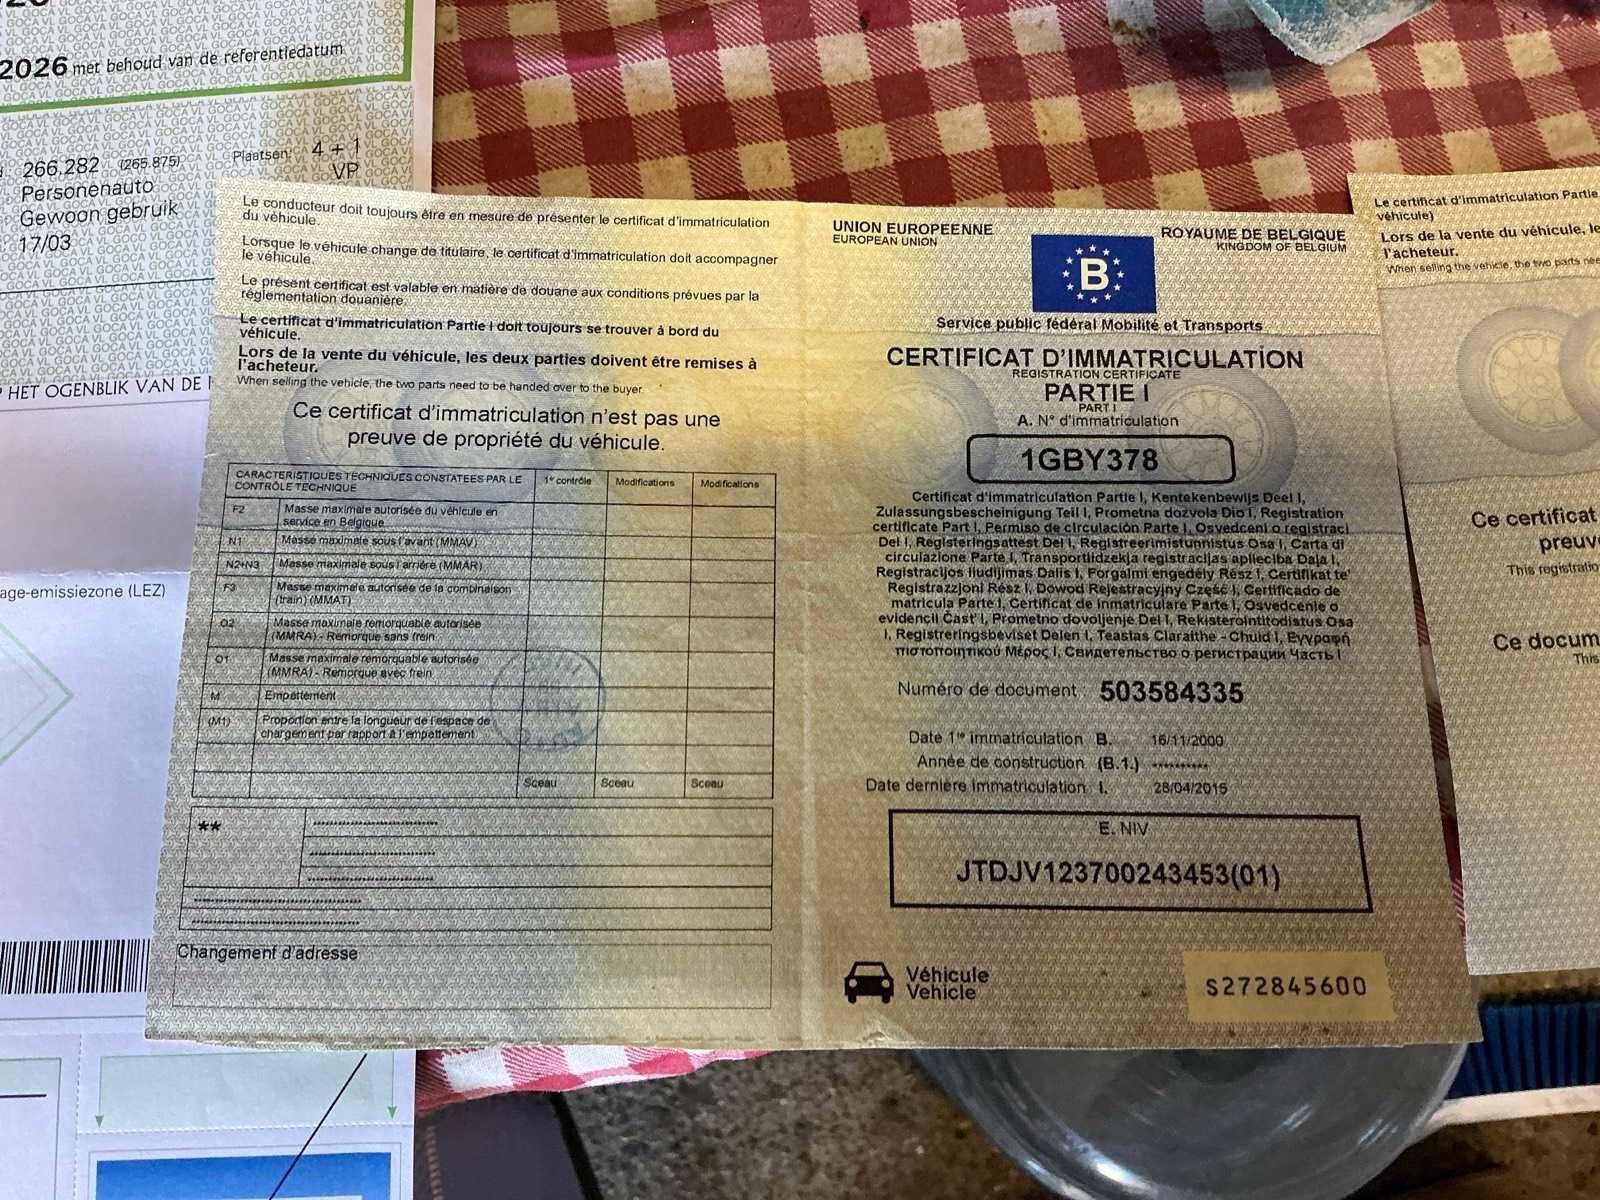 2026 met behoud van de referentiedatum
266.282 (265.875)
Plaatsen: 4 + 1
VP
Personenauto
Gewoon gebruik
17/03
HET OGENBLIK VAN DE
age-emissiezone (LEZ)
Le conducteur doit toujours être en mesure de présenter le certificat d'immatriculation
du véhicule.
Lorsque le véhicule change de titulaire, le certificat d'immatriculation doit accompagner
le véhicule.
Le présent certificat est valable en matière de douane aux conditions prévues par la
réglementation douanière.
Le certificat d'immatriculation Partie I doit toujours se trouver à bord du
véhicule.
Lors de la vente du véhicule, les deux parties doivent être remises à
l'acheteur.
When selling the vehicle, the two parts need to be handed over to the buyer.
Ce certificat d'immatriculation n'est pas une
preuve de propriété du véhicule.
CARACTERISTIQUES TECHNIQUES CONSTATEES PAR LE
CONTRÔLE TECHNIQUE
1er contrôle
Modifications
Modifications
F2 Masse maximale autorisée du véhicule en
service en Belgique
N1 Masse maximale sous l'avant (MMAV)
N2+N3 Masse maximale sous l'arrière (MMAR)
F3 Masse maximale autorisée de la combinaison
(train) (MMAT)
O2 Masse maximale remorquable autorisée
(MMRA) - Remorque sans frein
O1 Masse maximale remorquable autorisée
(MMRA) - Remorque avec frein
M Empattement
(M1) Proportion entre la longueur de l'espace de
chargement par rapport à l'empattement
Sceau Sceau Sceau
**
Changement d'adresse
UNION EUROPEENNE
EUROPEAN UNION
B
ROYAUME DE BELGIQUE
KINGDOM OF BELGIUM
Service public fédéral Mobilité et Transports
CERTIFICAT D'IMMATRICULATION
REGISTRATION CERTIFICATE
PARTIE I
PART I
A. N° d'immatriculation
1GBY378
Certificat d'immatriculation Partie I, Kentekenbewijs Deel I,
Zulassungsbescheinigung Teil I, Prometna dozvola Dio I, Registration
certificate Part I, Permiso de circulación Parte I, Osvedceni o registraci
Del I, Registeringsattest Del I, Registreerimistunnistus Osa I, Carta di
circulazione Parte I, Transportlidzekja registracijas apliecïba Daja I,
Registracijos liudijimas Dalis I, Forgalmi engedély Rész I, Certifikat te'
Registrazzjoni Rész I, Dowod Rejestracyjny Część I, Certificado de
matricula Parte I, Certificat de inmatriculare Parte I, Osvedcenie o
evidencii Čast' I, Prometno dovoljenje Del I, Rekisterointitodistus Osa
I, Registreringsbeviset Delen I, Teastas Claraithe - Chuid I, Εγγραφή
πιστοποιητικού Μέρος I, Свидетельство о регистрации Часть I
Numéro de document : 503584335
Date 1re immatriculation B. 16/11/2000
Année de construction (B.1.) **********
Date dernière immatriculation I. 28/04/2015
E. NIV
JTDJV123700243453(01)
Véhicule
Vehicle
S272845600
Le certificat d'immatriculation Partie
véhicule)
Lors de la vente du véhicule, le
l'acheteur.
When selling the vehicle, the two parts nee
Ce certificat
preuv
This registratio
Ce docum
This